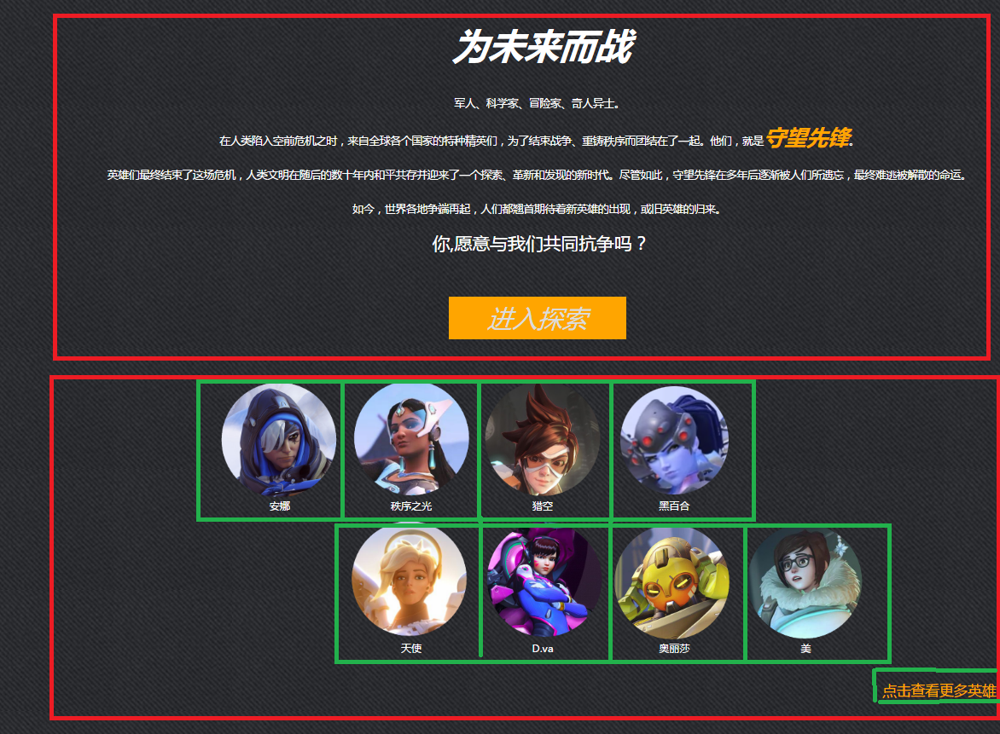 为未来而战
军人、科学家、冒险家、奇人异士。
在人类陷入空前危机之时，来自全球各个国家的特种精英们，为了结束战争、重铸秩序而团结在了一起。他们，就是守望先锋。
英雄们最终结束了这场危机，人类文明在随后的数十年内和平共存并迎来了一个探索、革新和发现的新时代。尽管如此，守望先锋在多年后逐渐被人们所遗忘，最终难逃被解散的命运。
如今，世界各地争端再起，人们都翘首期待着新英雄的出现，或旧英雄的归来。
你,愿意与我们共同抗争吗？
进入探索
安娜 秩序之光 猎空 黑百合
天使 D.va 奥丽莎 美
点击查看更多英雄